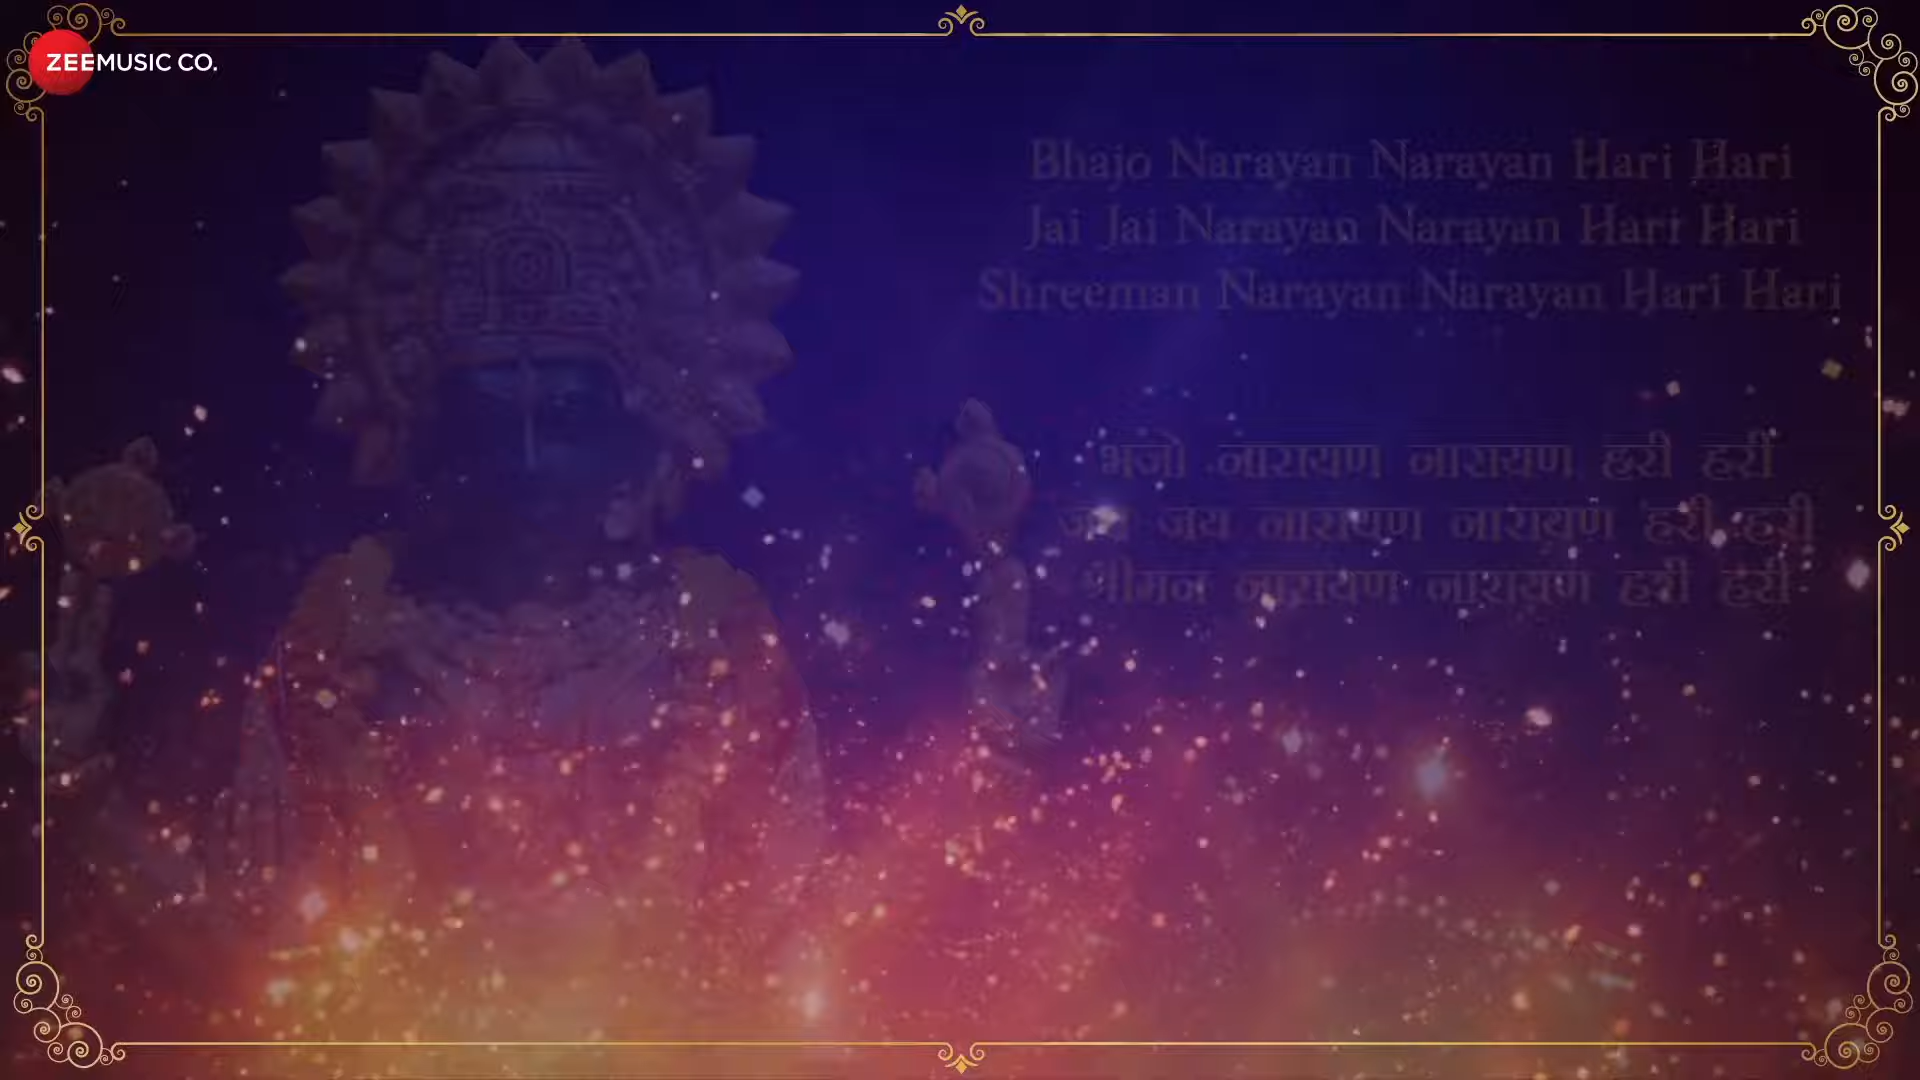 ZEEMUSIC CO.
Bhajo Narayan Narayan Hari Hari
Jai Jai Narayan Narayan Hari Hari
Shreeman Narayan Narayan Hari Hari
भजो नारायण नारायण हरी हरी
जय जय नारायण नारायण हरी हरी
श्रीमन नारायण नारायण हरी हरी